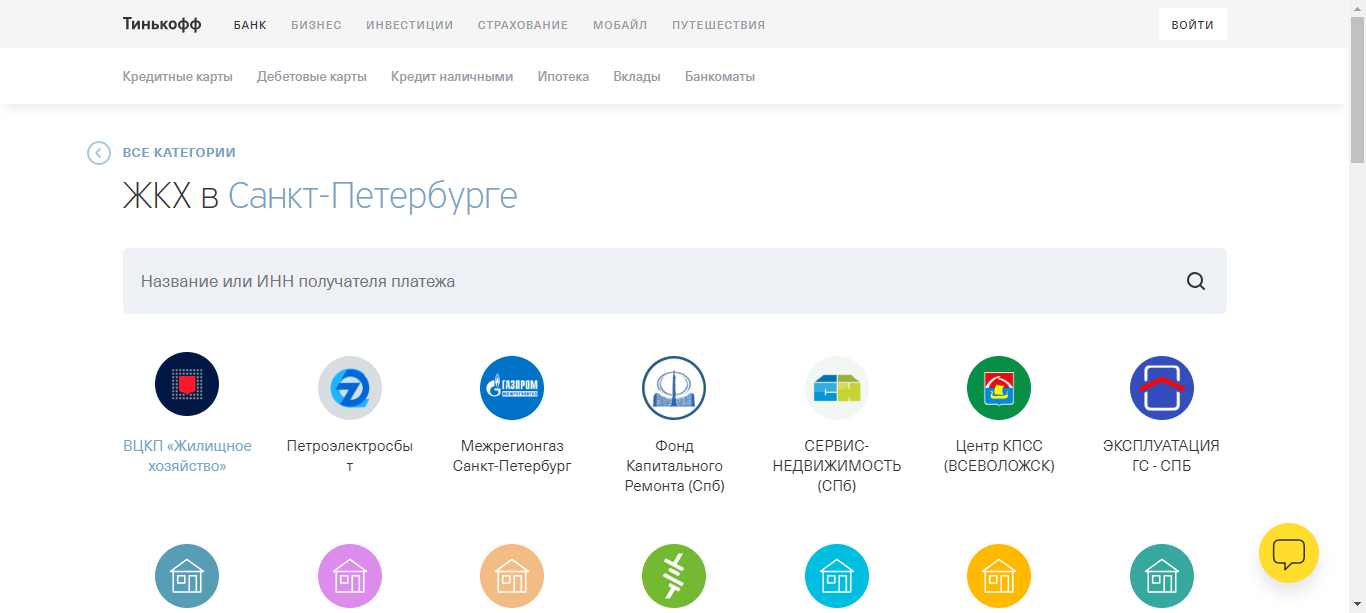 Тинькофф БАНК БИЗНЕС ИНВЕСТИЦИИ СТРАХОВАНИЕ МОБАЙЛ ПУТЕШЕСТВИЯ ВОЙТИ
Кредитные карты Дебетовые карты Кредит наличными Ипотека Вклады Банкоматы
ВСЕ КАТЕГОРИИ
ЖКХ в Санкт-Петербурге
Название или ИНН получателя платежа
ГАЗПРОМ
МЕЖРЕГИОНГАЗ
ВЦКП «Жилищное
хозяйство»
Петроэлектросбы
т
Межрегионгаз
Санкт-Петербург
Фонд
Капитального
Ремонта (Спб)
СЕРВИС-
НЕДВИЖИМОСТЬ
(СПб)
Центр КПСС
(ВСЕВОЛОЖСК)
ЭКСПЛУАТАЦИЯ
ГС - СПБ